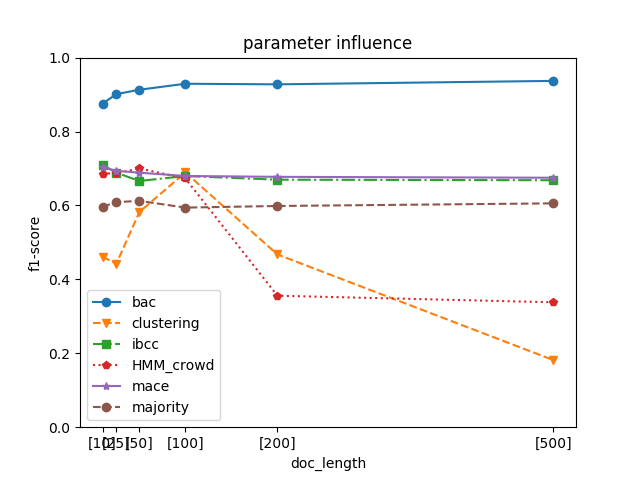 parameter influence
1.0
0.8
0.6
0.4
0.2
0.0
f1-score
bac
clustering
ibcc
HMM_crowd
mace
majority
[10] [25] [50] [100] [200] [500]
doc_length